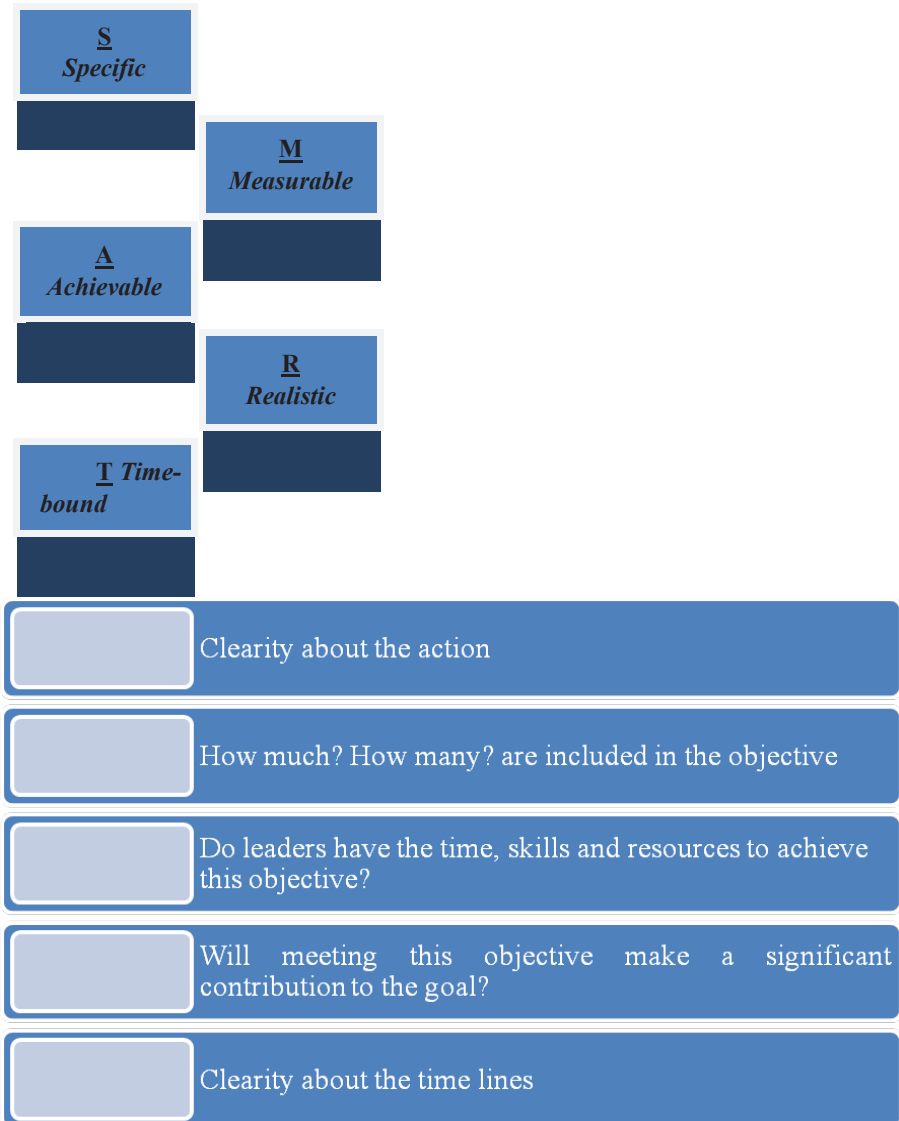 S
Specific
M
Measurable
A
Achievable
R
Realistic
T Time-
bound
Clearity about the action
How much? How many? are included in the objective
Do leaders have the time, skills and resources to achieve
this objective?
Will meeting this objective make a significant
contribution to the goal?
Clearity about the time lines